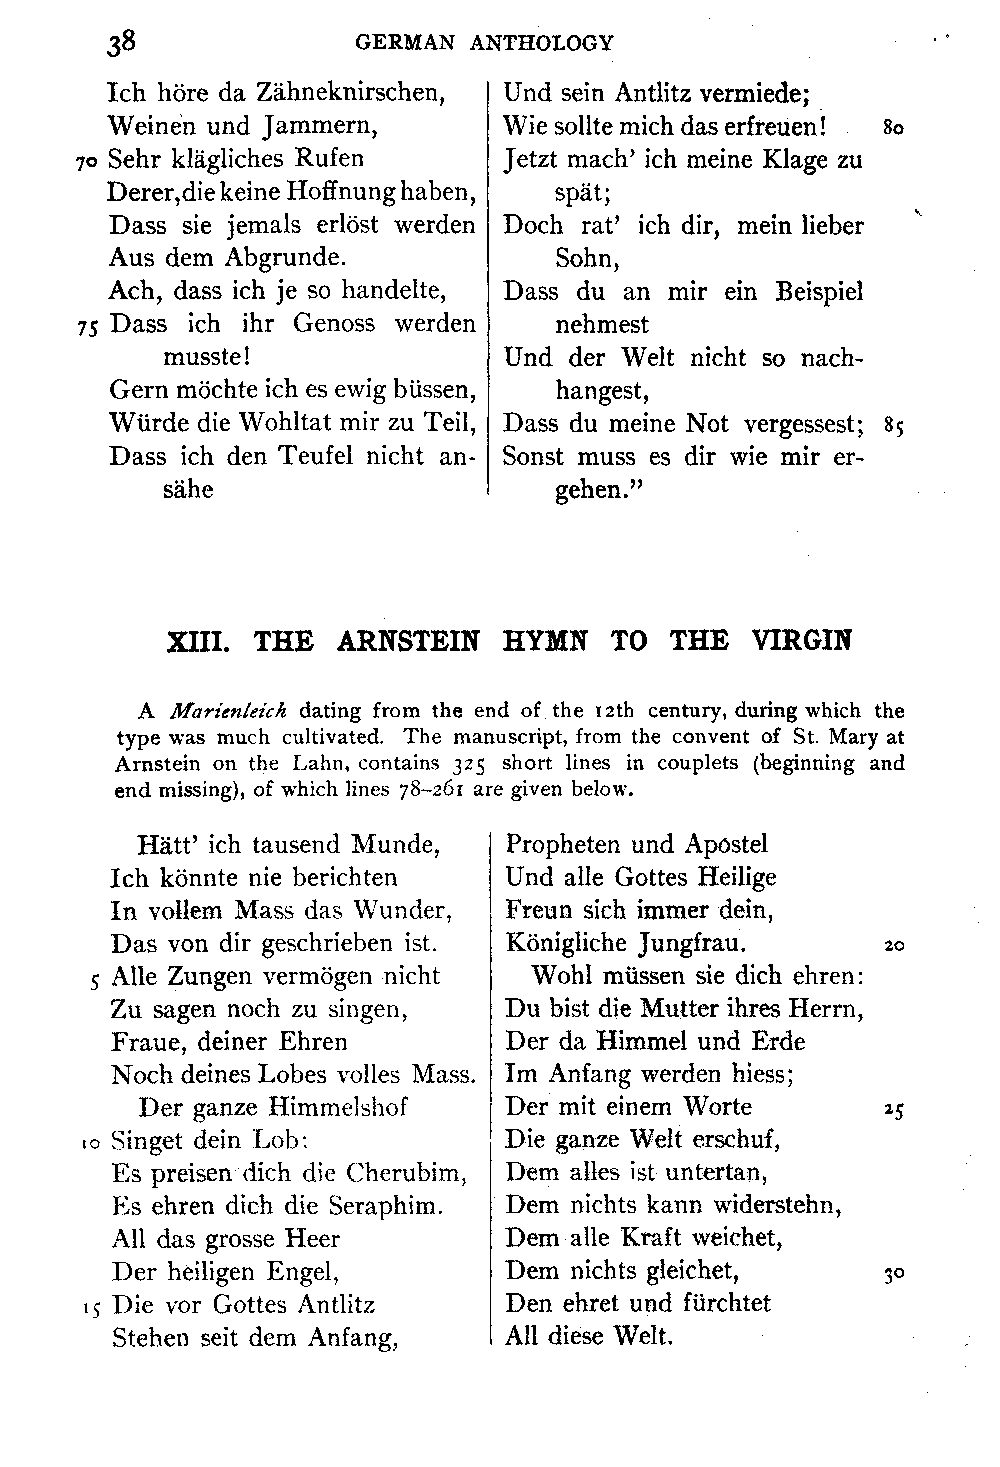 38 GERMAN ANTHOLOGY
Ich höre da Zähneknirschen,
Weinen und Jammern,
70 Sehr klägliches Rufen
Derer, die keine Hoffnung haben,
Dass sie jemals erlöst werden
Aus dem Abgrunde.
Ach, dass ich je so handelte,
75 Dass ich ihr Genoss werden
musste!
Gern möchte ich es ewig büssen,
Würde die Wohltat mir zu Teil,
Dass ich den Teufel nicht an-
sähe
Und sein Antlitz vermiede;
Wie sollte mich das erfreuen! 80
Jetzt mach’ ich meine Klage zu
spät;
Doch rat’ ich dir, mein lieber
Sohn,
Dass du an mir ein Beispiel
nehmest
Und der Welt nicht so nach-
hangest,
Dass du meine Not vergessest; 85
Sonst muss es dir wie mir er-
gehen.”
XIII. THE ARNSTEIN HYMN TO THE VIRGIN
A Marienleich dating from the end of the 12th century, during which the
type was much cultivated. The manuscript, from the convent of St. Mary at
Arnstein on the Lahn, contains 325 short lines in couplets (beginning and
end missing), of which lines 78–261 are given below.
Hätt’ ich tausend Munde,
Ich könnte nie berichten
In vollem Mass das Wunder,
Das von dir geschrieben ist.
5 Alle Zungen vermögen nicht
Zu sagen noch zu singen,
Fraue, deiner Ehren
Noch deines Lobes volles Mass.
Der ganze Himmelshof
10 Singet dein Lob:
Es preisen dich die Cherubim,
Es ehren dich die Seraphim.
All das grosse Heer
Der heiligen Engel,
15 Die vor Gottes Antlitz
Stehen seit dem Anfang,
Propheten und Apostel
Und alle Gottes Heilige
Freun sich immer dein,
Königliche Jungfrau. 20
Wohl müssen sie dich ehren:
Du bist die Mutter ihres Herrn,
Der da Himmel und Erde
Im Anfang werden hiess;
Der mit einem Worte 25
Die ganze Welt erschuf,
Dem alles ist untertan,
Dem nichts kann widerstehn,
Dem alle Kraft weichet,
Dem nichts gleichet, 30
Den ehret und fürchtet
All diese Welt.